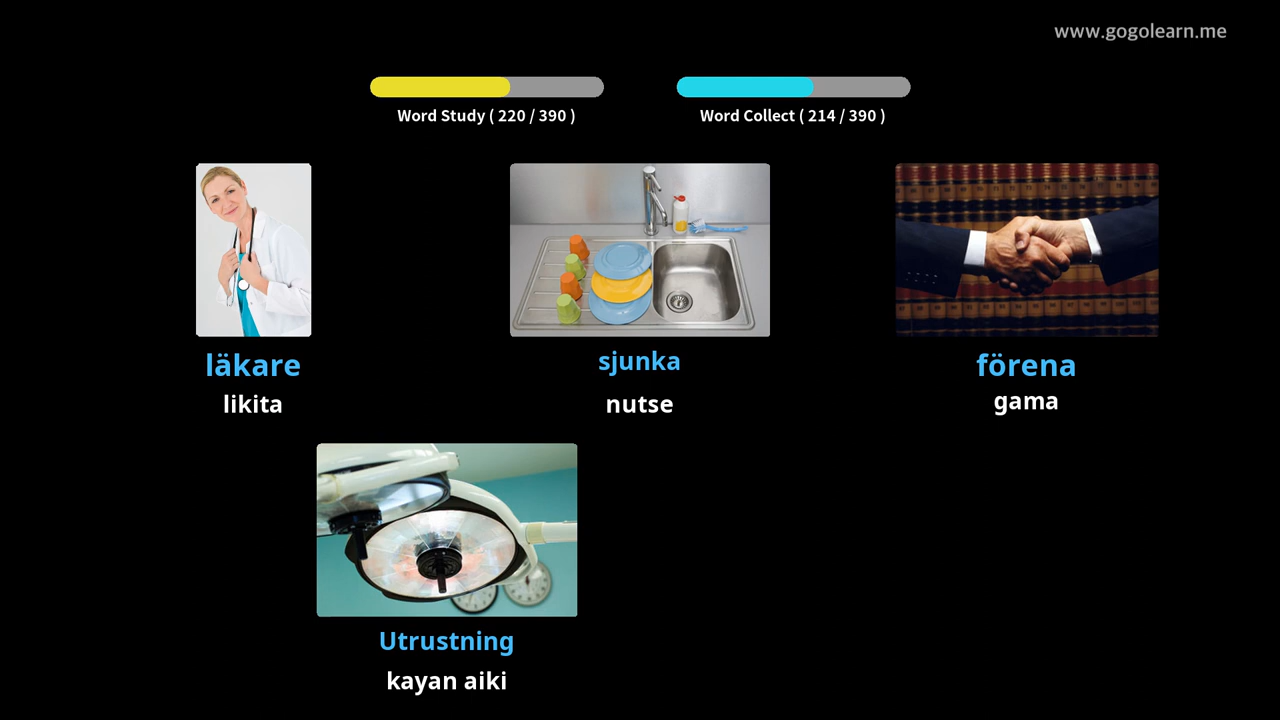 www.gogolearn.me
Word Study ( 220 / 390 )
Word Collect ( 214 / 390 )
läkare
likita
sjunka
nutse
förena
gama
Utrustning
kayan aiki